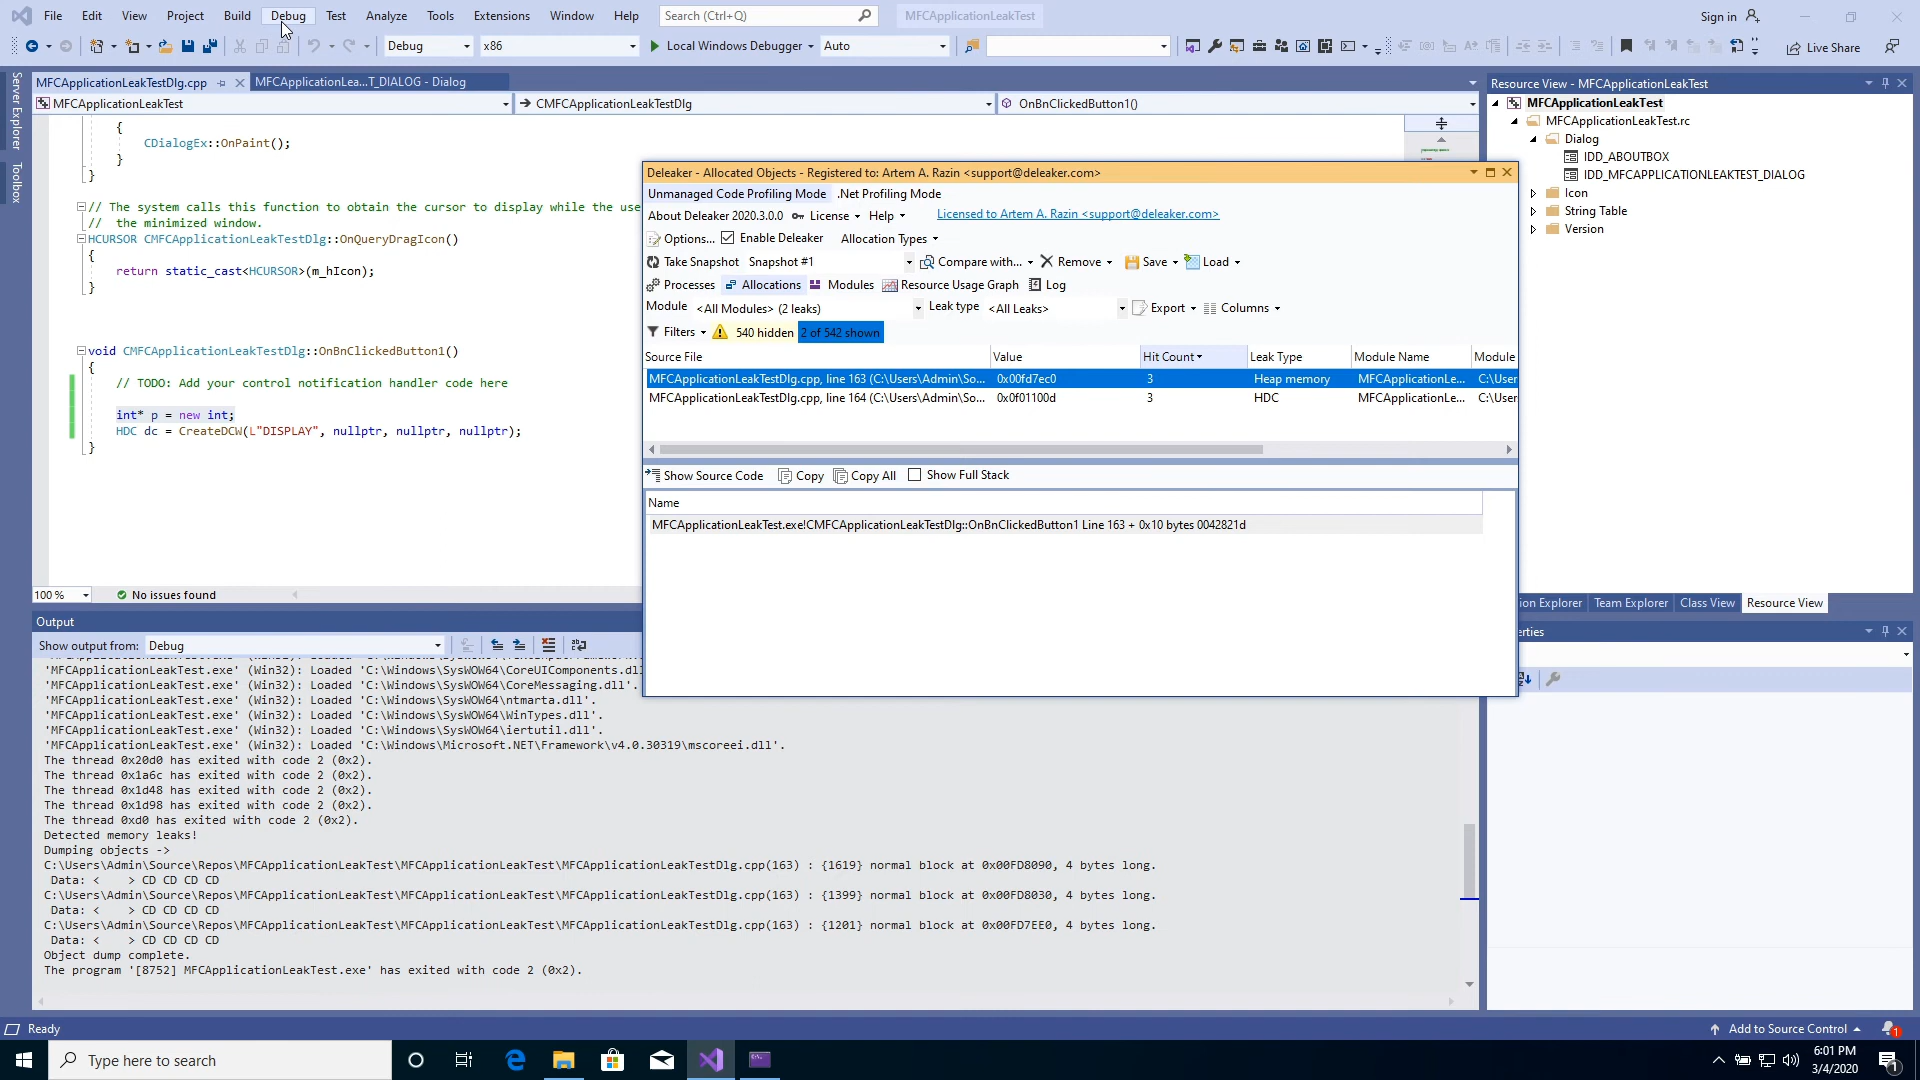 File Edit View Project Build Debug Test Analyze Tools Extensions Window Help Search (Ctrl+Q) MFCApplicationLeakTest Sign in
Debug x86 Local Windows Debugger Auto Live Share
Server Explorer
Toolbox
MFCApplicationLeakTestDlg.cpp MFCApplicationLea...T_DIALOG - Dialog
MFCApplicationLeakTest CMFCApplicationLeakTestDlg OnBnClickedButton1()
{
CDialogEx::OnPaint();
}
}
// The system calls this function to obtain the cursor to display while the use
// the minimized window.
HCURSOR CMFCApplicationLeakTestDlg::OnQueryDragIcon()
{
return static_cast<HCURSOR>(m_hIcon);
}
void CMFCApplicationLeakTestDlg::OnBnClickedButton1()
{
// TODO: Add your control notification handler code here
int* p = new int;
HDC dc = CreateDCW(L"DISPLAY", nullptr, nullptr, nullptr);
}
100 % No issues found
Deleaker - Allocated Objects - Registered to: Artem A. Razin <support@deleaker.com>
Unmanaged Code Profiling Mode .Net Profiling Mode
About Deleaker 2020.3.0.0 License Help Licensed to Artem A. Razin <support@deleaker.com>
Options... Enable Deleaker Allocation Types
Take Snapshot Snapshot #1 Compare with... Remove Save Load
Processes Allocations Modules Resource Usage Graph Log
Module <All Modules> (2 leaks) Leak type <All Leaks> Export Columns
Filters 540 hidden 2 of 542 shown
Source File Value Hit Count Leak Type Module Name Module
MFCApplicationLeakTestDlg.cpp, line 163 (C:\Users\Admin\So... 0x00fd7ec0 3 Heap memory MFCApplicationLe... C:\User
MFCApplicationLeakTestDlg.cpp, line 164 (C:\Users\Admin\So... 0x0f01100d 3 HDC MFCApplicationLe... C:\User
Show Source Code Copy Copy All Show Full Stack
Name
MFCApplicationLeakTest.exe!CMFCApplicationLeakTestDlg::OnBnClickedButton1 Line 163 + 0x10 bytes 0042821d
Resource View - MFCApplicationLeakTest
MFCApplicationLeakTest
MFCApplicationLeakTest.rc
Dialog
IDD_ABOUTBOX
IDD_MFCAPPLICATIONLEAKTEST_DIALOG
Icon
String Table
Version
ion Explorer Team Explorer Class View Resource View
erties
Output
Show output from: Debug
'MFCApplicationLeakTest.exe' (Win32): Loaded 'C:\Windows\SysWOW64\CoreUIComponents.dll
'MFCApplicationLeakTest.exe' (Win32): Loaded 'C:\Windows\SysWOW64\CoreMessaging.dll'.
'MFCApplicationLeakTest.exe' (Win32): Loaded 'C:\Windows\SysWOW64\ntmarta.dll'.
'MFCApplicationLeakTest.exe' (Win32): Loaded 'C:\Windows\SysWOW64\WinTypes.dll'.
'MFCApplicationLeakTest.exe' (Win32): Loaded 'C:\Windows\SysWOW64\iertutil.dll'.
'MFCApplicationLeakTest.exe' (Win32): Loaded 'C:\Windows\Microsoft.NET\Framework\v4.0.30319\mscoreei.dll'.
The thread 0x20d0 has exited with code 2 (0x2).
The thread 0x1a6c has exited with code 2 (0x2).
The thread 0x1d48 has exited with code 2 (0x2).
The thread 0x1d98 has exited with code 2 (0x2).
The thread 0xd0 has exited with code 2 (0x2).
Detected memory leaks!
Dumping objects ->
C:\Users\Admin\Source\Repos\MFCApplicationLeakTest\MFCApplicationLeakTest\MFCApplicationLeakTestDlg.cpp(163) : {1619} normal block at 0x00FD8090, 4 bytes long.
Data: < > CD CD CD CD
C:\Users\Admin\Source\Repos\MFCApplicationLeakTest\MFCApplicationLeakTest\MFCApplicationLeakTestDlg.cpp(163) : {1399} normal block at 0x00FD8030, 4 bytes long.
Data: < > CD CD CD CD
C:\Users\Admin\Source\Repos\MFCApplicationLeakTest\MFCApplicationLeakTest\MFCApplicationLeakTestDlg.cpp(163) : {1201} normal block at 0x00FD7EE0, 4 bytes long.
Data: < > CD CD CD CD
Object dump complete.
The program '[8752] MFCApplicationLeakTest.exe' has exited with code 2 (0x2).
Ready Add to Source Control 1
Type here to search 6:01 PM
3/4/2020 1